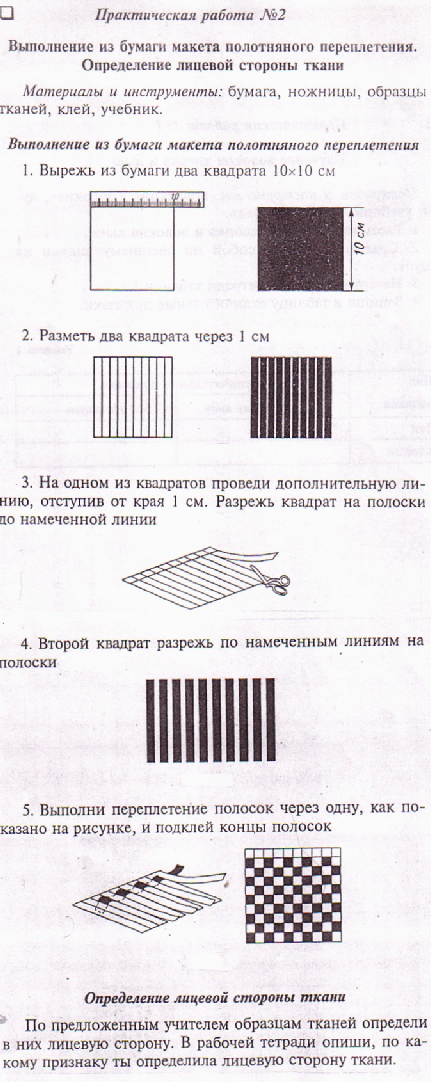 Практическая работа №2
Выполнение из бумаги макета полотняного переплетения.
Определение лицевой стороны ткани
Материалы и инструменты: бумага, ножницы, образцы
тканей, клей, учебник.
Выполнение из бумаги макета полотняного переплетения
1. Вырежь из бумаги два квадрата 10×10 см
10
10 см
2. Разметь два квадрата через 1 см
3. На одном из квадратов проведи дополнительную ли-
нию, отступив от края 1 см. Разрежь квадрат на полоски
до намеченной линии
4. Второй квадрат разрежь по намеченным линиям на
полоски
5. Выполни переплетение полосок через одну, как по-
казано на рисунке, и подклей концы полосок
Определение лицевой стороны ткани
По предложенным учителем образцам тканей определи
в них лицевую сторону. В рабочей тетради опиши, по ка-
кому признаку ты определила лицевую сторону ткани.